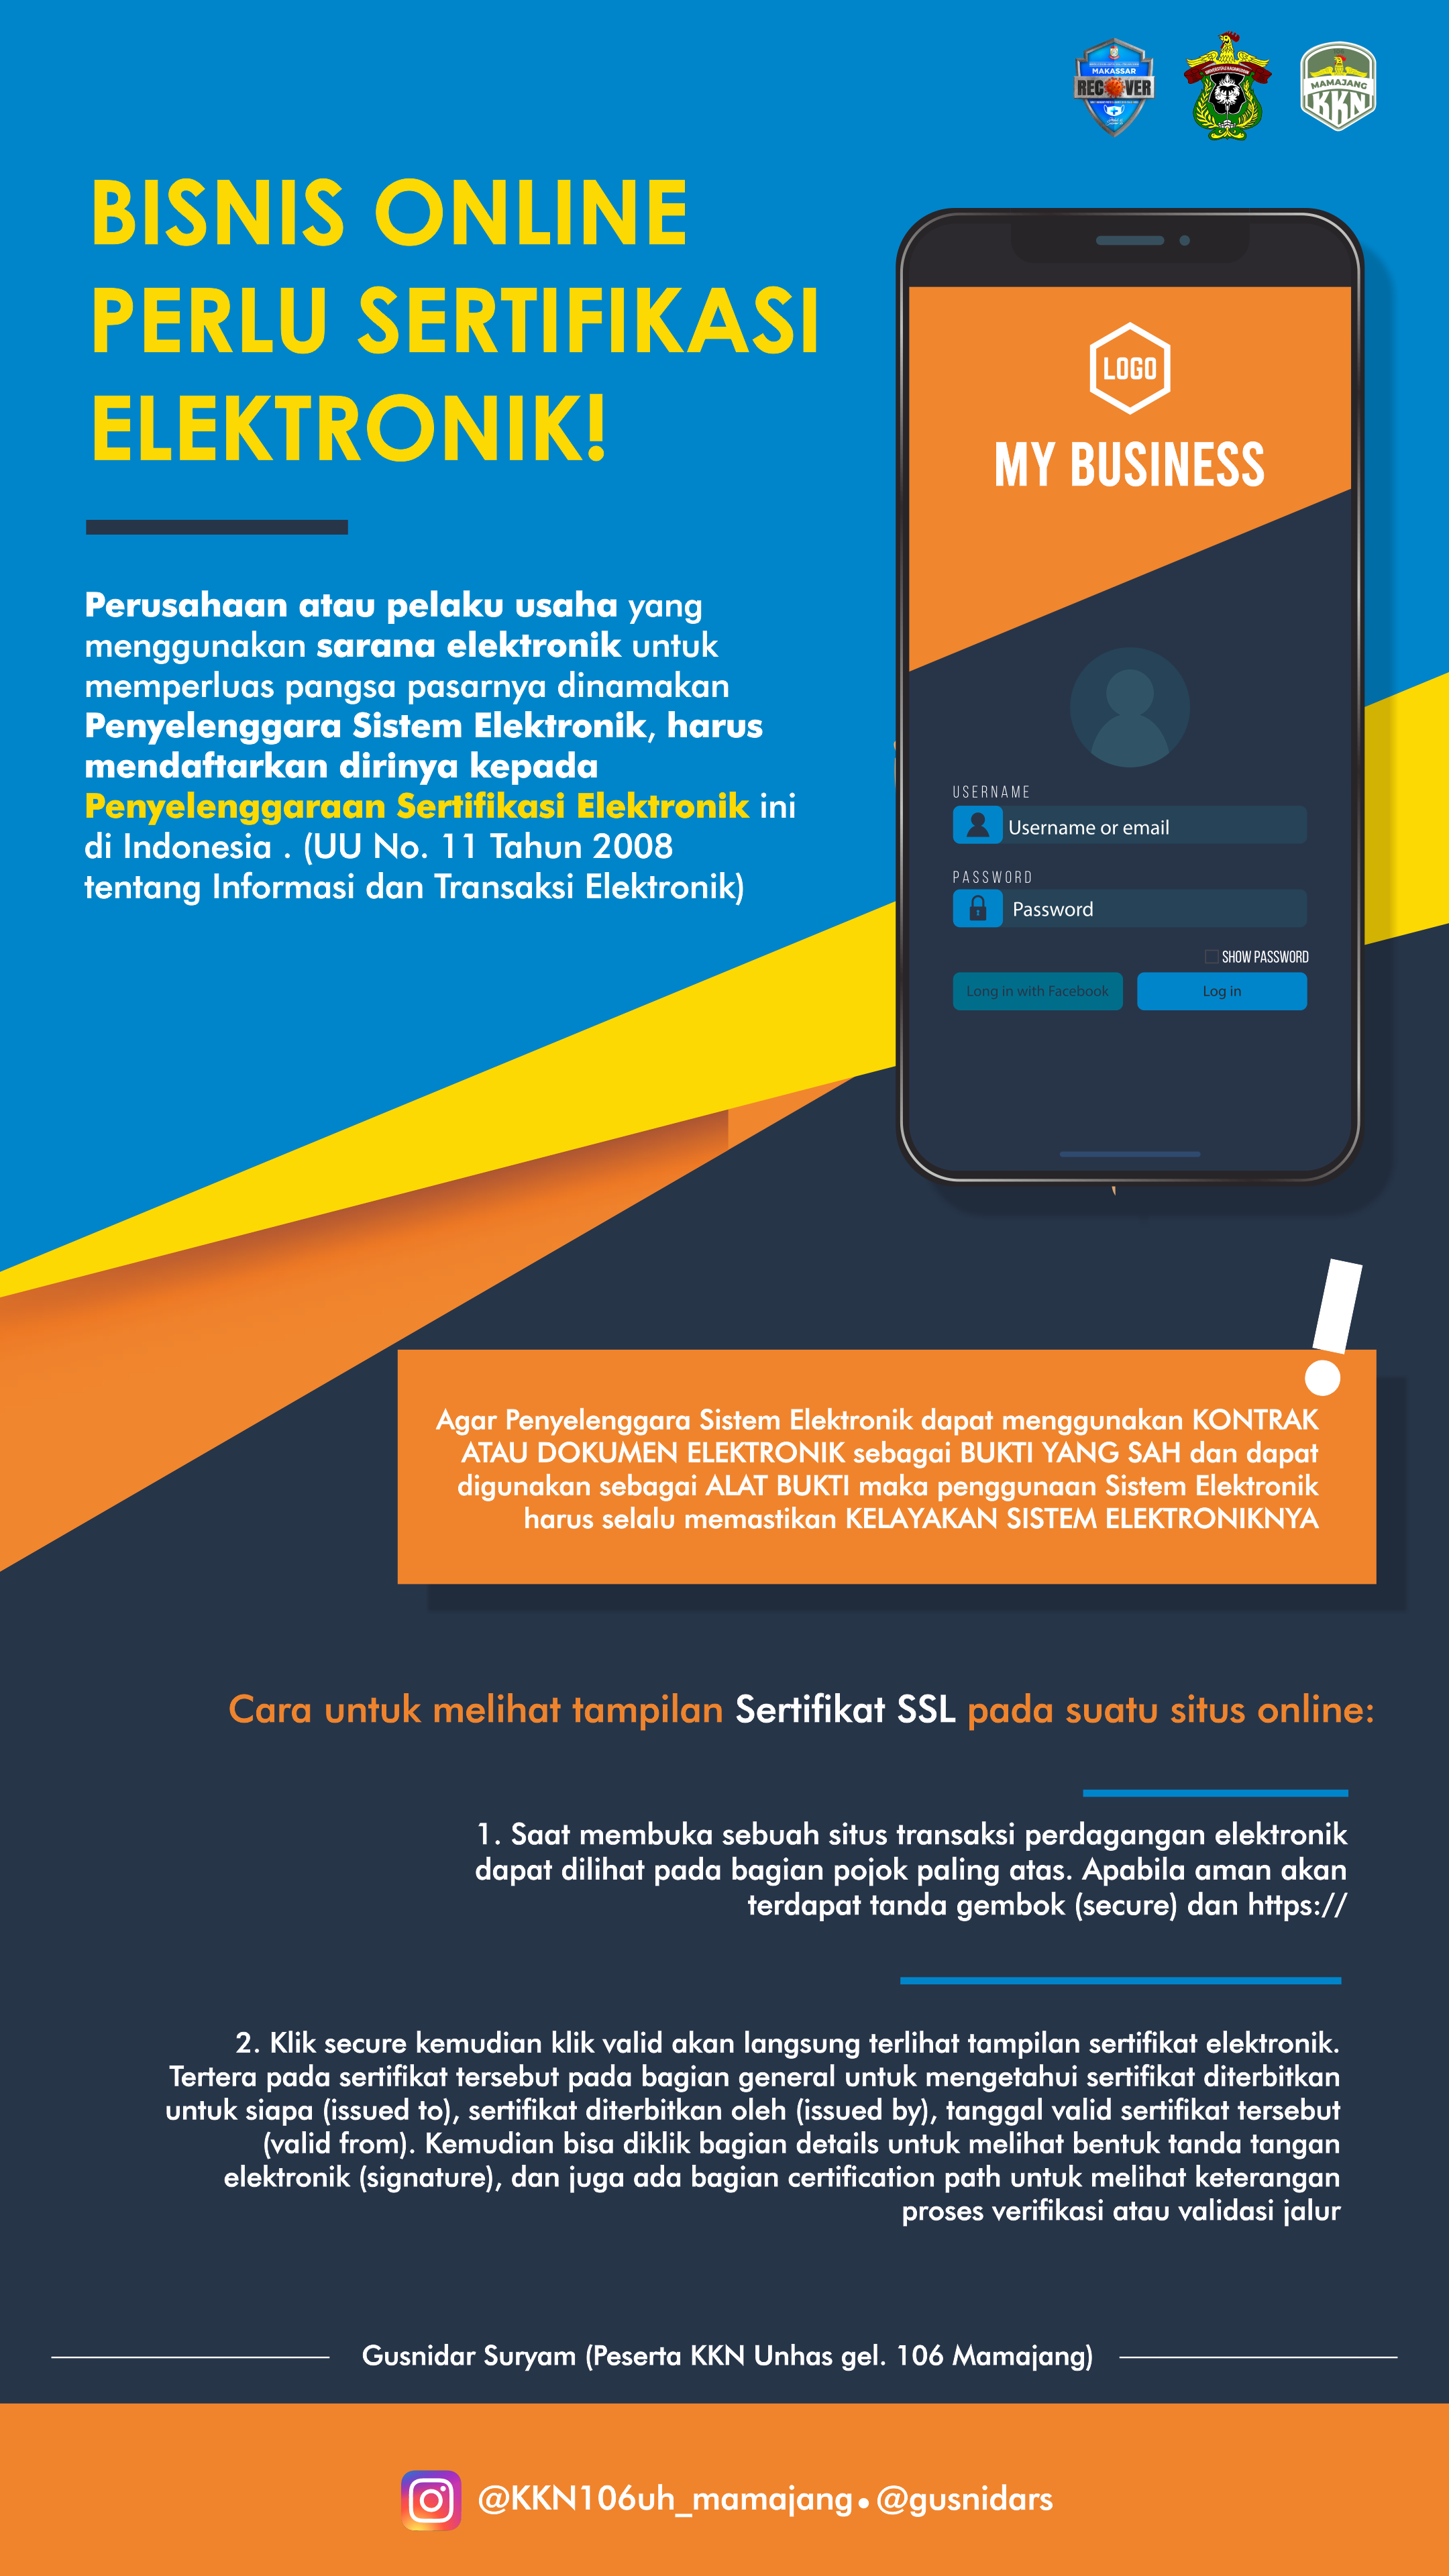 MAKASSAR
RECOVER
MAMAJANG
KKN
BISNIS ONLINE
PERLU SERTIFIKASI
ELEKTRONIK!
Perusahaan atau pelaku usaha yang
menggunakan sarana elektronik untuk
memperluas pangsa pasarnya dinamakan
Penyelenggara Sistem Elektronik, harus
mendaftarkan dirinya kepada
Penyelenggaraan Sertifikasi Elektronik ini
di Indonesia . (UU No. 11 Tahun 2008
tentang Informasi dan Transaksi Elektronik)
LOGO
MY BUSINESS
USERNAME
Username or email
PASSWORD
Password
SHOW PASSWORD
Long in with Facebook
Log in
Agar Penyelenggara Sistem Elektronik dapat menggunakan KONTRAK
ATAU DOKUMEN ELEKTRONIK sebagai BUKTI YANG SAH dan dapat
digunakan sebagai ALAT BUKTI maka penggunaan Sistem Elektronik
harus selalu memastikan KELAYAKAN SISTEM ELEKTRONIKNYA
Cara untuk melihat tampilan Sertifikat SSL pada suatu situs online:
1. Saat membuka sebuah situs transaksi perdagangan elektronik
dapat dilihat pada bagian pojok paling atas. Apabila aman akan
terdapat tanda gembok (secure) dan https://
2. Klik secure kemudian klik valid akan langsung terlihat tampilan sertifikat elektronik.
Tertera pada sertifikat tersebut pada bagian general untuk mengetahui sertifikat diterbitkan
untuk siapa (issued to), sertifikat diterbitkan oleh (issued by), tanggal valid sertifikat tersebut
(valid from). Kemudian bisa diklik bagian details untuk melihat bentuk tanda tangan
elektronik (signature), dan juga ada bagian certification path untuk melihat keterangan
proses verifikasi atau validasi jalur
Gusnidar Suryam (Peserta KKN Unhas gel. 106 Mamajang)
@KKN106uh_mamajang • @gusnidars